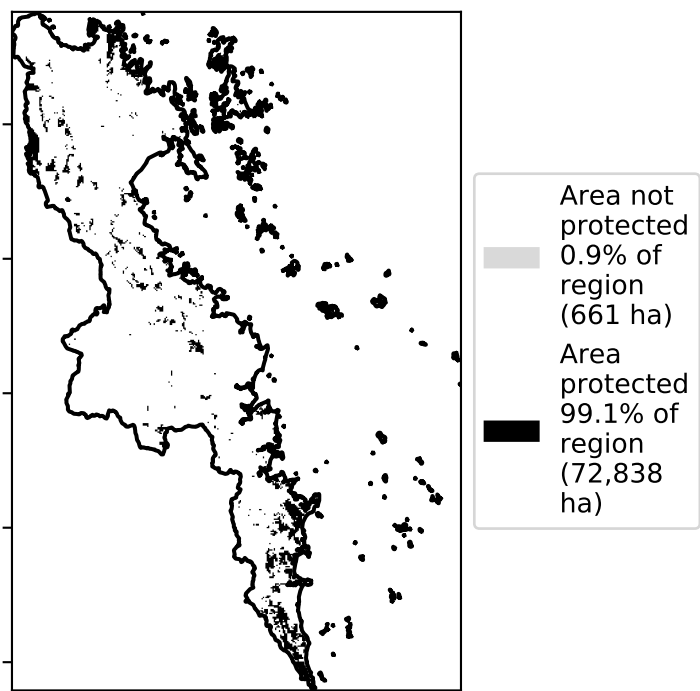 Area not
protected
0.9% of
region
(661 ha)
Area
protected
99.1% of
region
(72,838
ha)